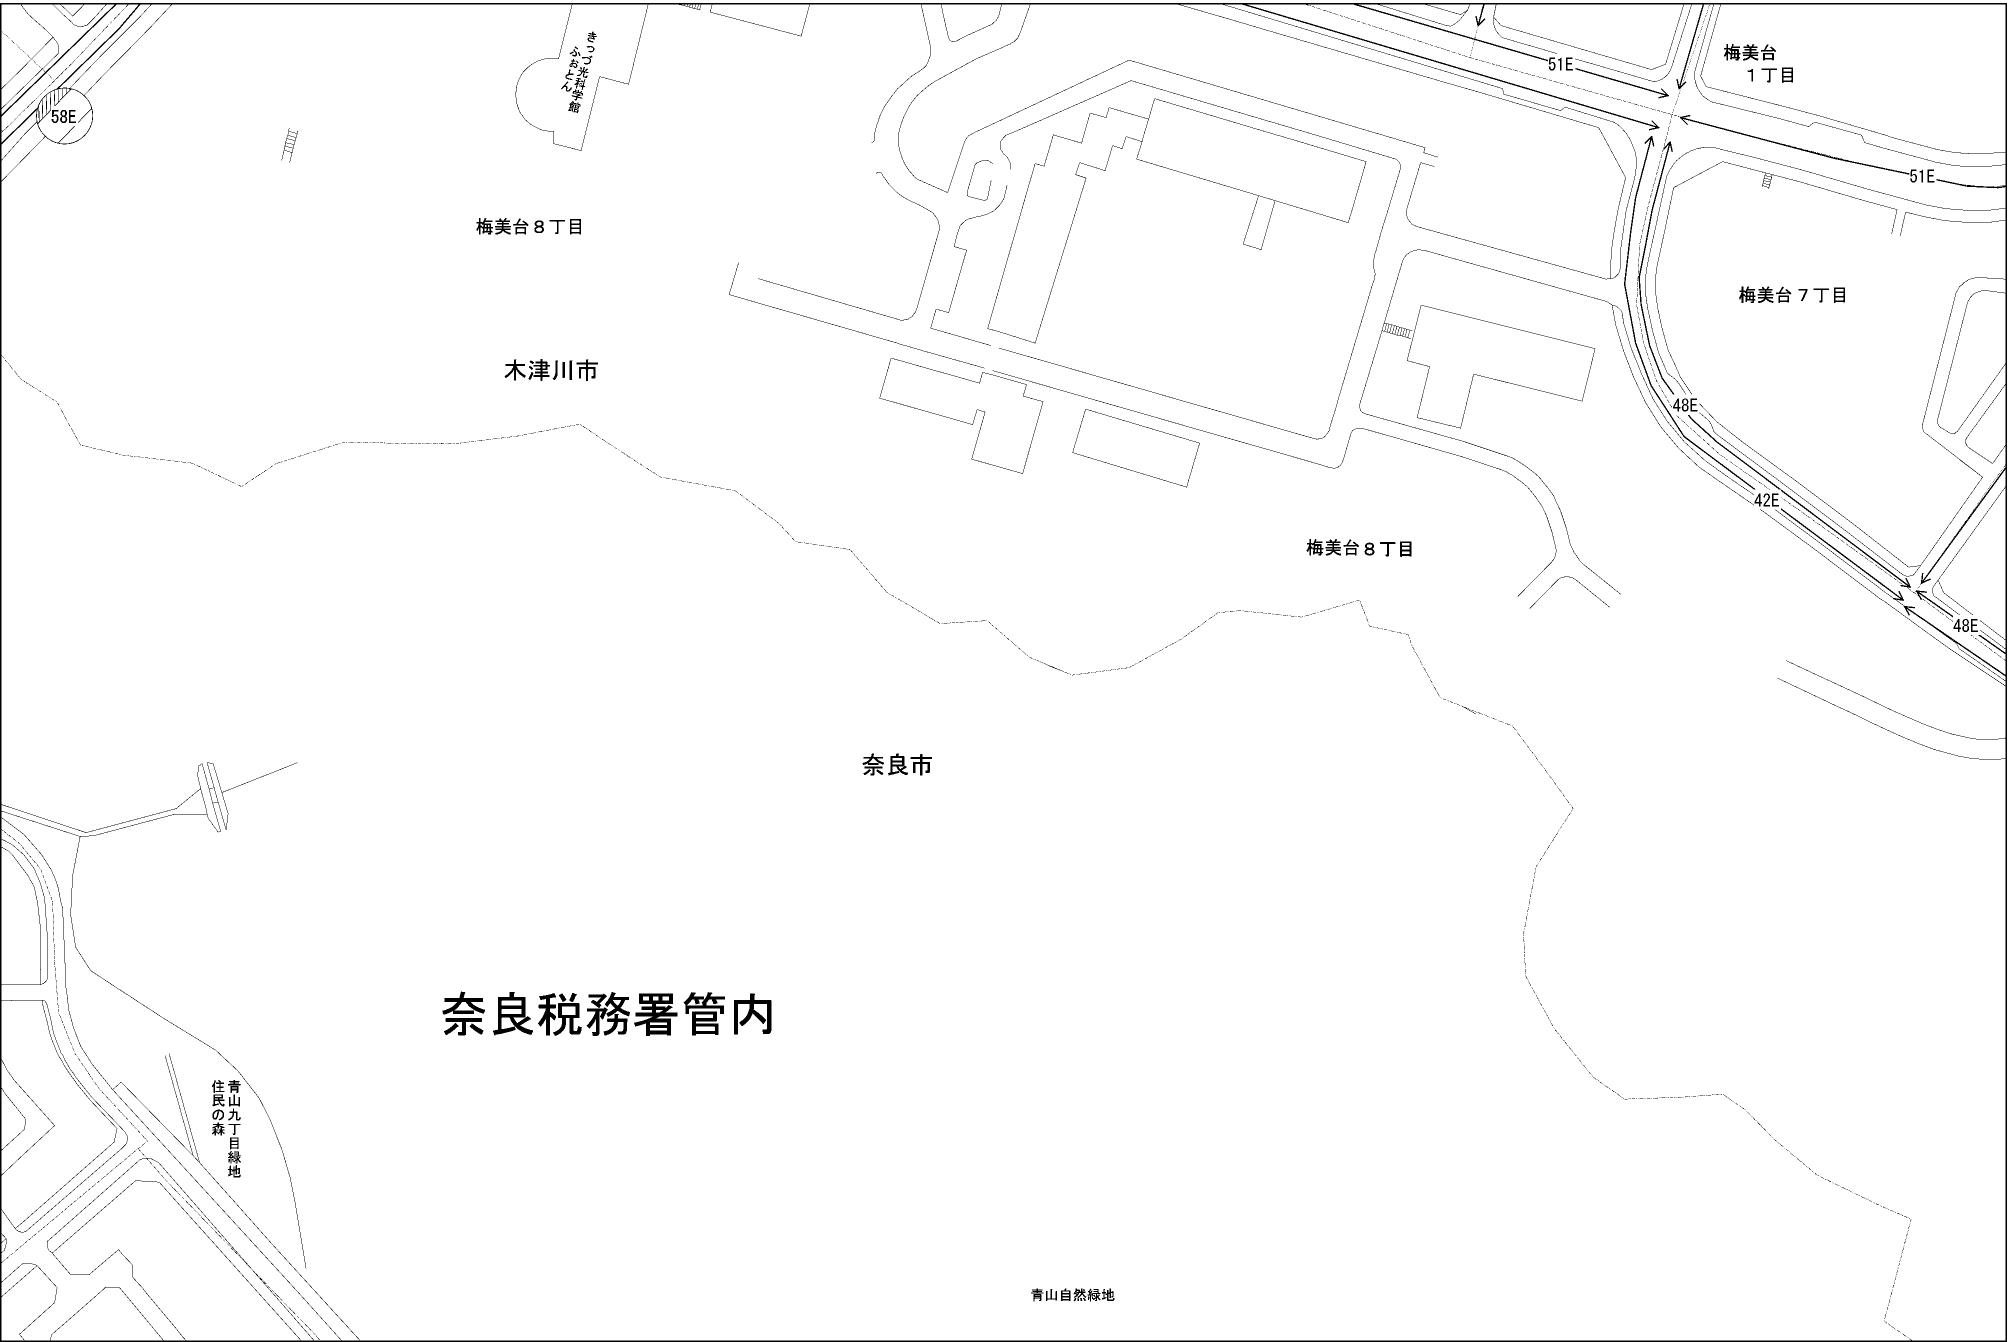 きっづ光科学館
ふぉとん
梅美台
１丁目
51E
58E
51E
梅美台８丁目
梅美台７丁目
木津川市
48E
42E
梅美台８丁目
48E
奈良市
奈良税務署管内
青山九丁目緑地
住民の森
青山自然緑地